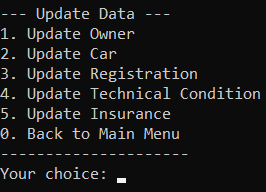 --- Update Data ---
1. Update Owner
2. Update Car
3. Update Registration
4. Update Technical Condition
5. Update Insurance
0. Back to Main Menu
--------------------
Your choice: _